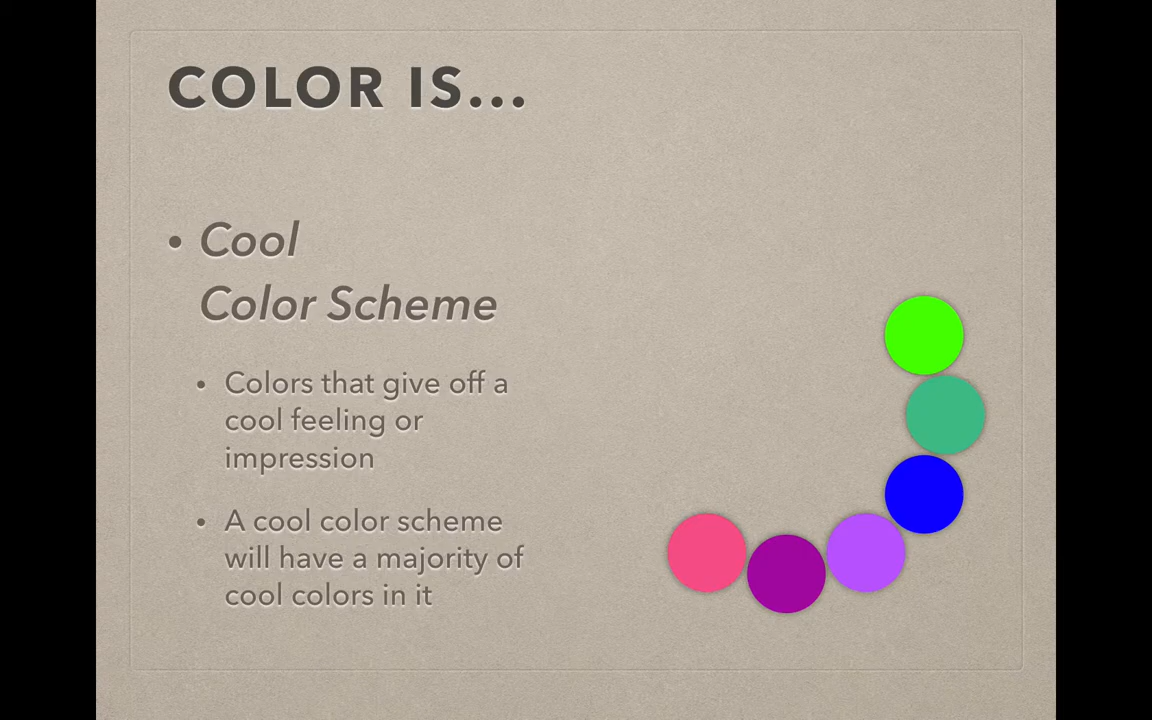 COLOR IS...
• Cool
Color Scheme
• Colors that give off a
cool feeling or
impression
• A cool color scheme
will have a majority of
cool colors in it